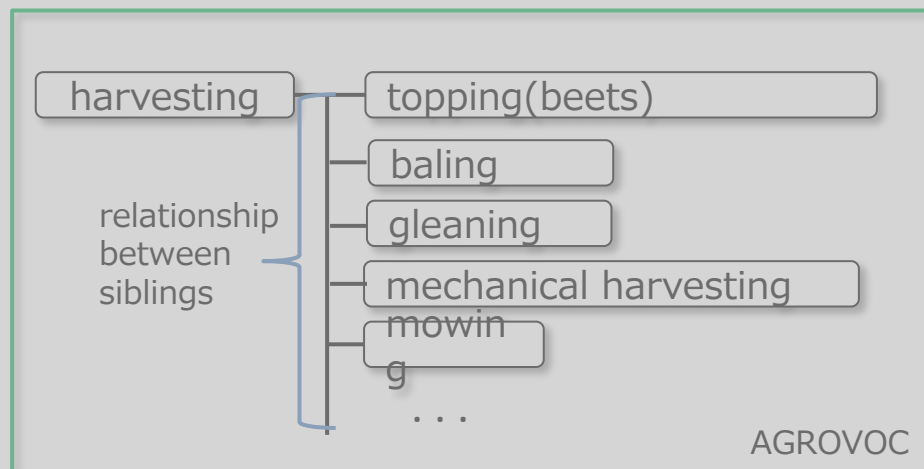 harvesting
topping(beets)
baling
gleaning
relationship
between
siblings
mechanical harvesting
mowin
g
. . .
AGROVOC